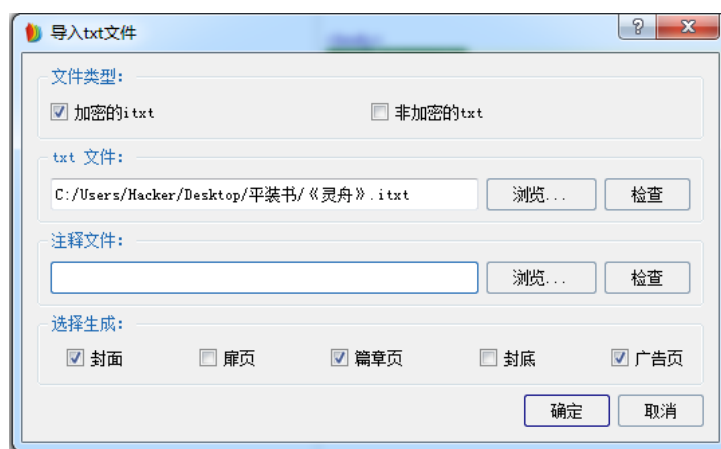 导入txt文件
文件类型:
加密的itxt 非加密的txt
txt 文件:
C:/Users/Hacker/Desktop/平装书/《灵舟》.itxt 浏览... 检查
注释文件:
浏览... 检查
选择生成:
封面 扉页 篇章页 封底 广告页
确定 取消